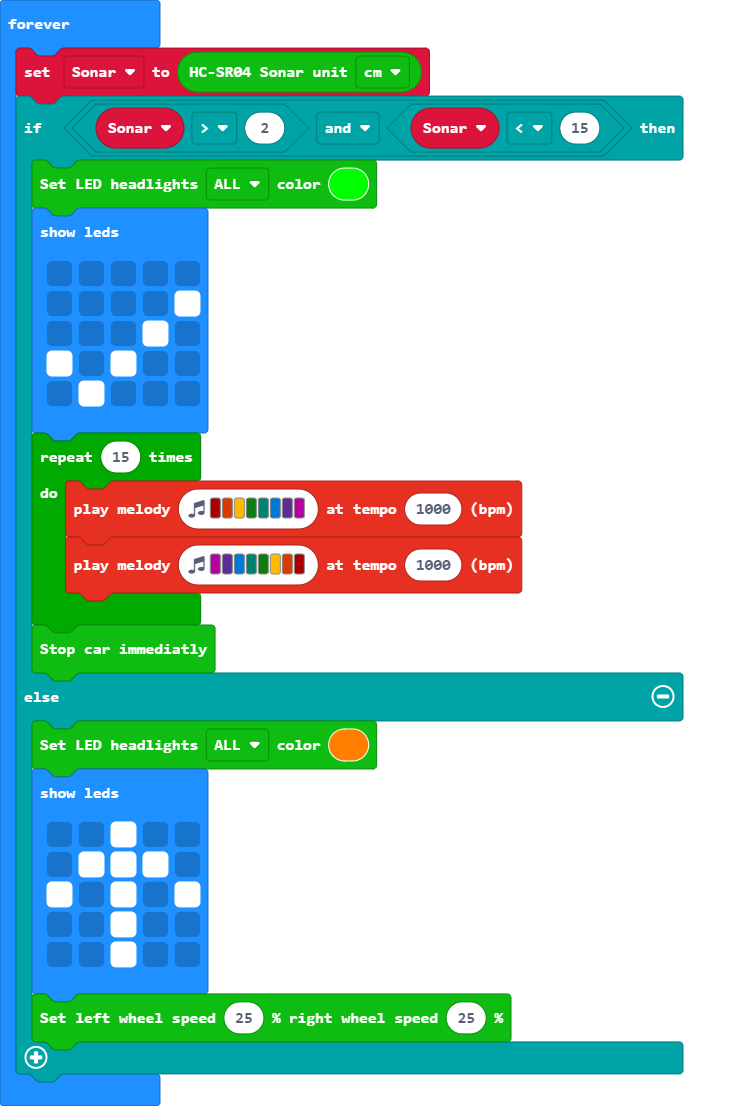 forever
set Sonar to HC-SR04 Sonar unit cm
if Sonar > 2 and Sonar < 15 then
Set LED headlights ALL color
show leds
repeat 15 times
do
play melody at tempo 1000 (bpm)
play melody at tempo 1000 (bpm)
Stop car immediatly
else
Set LED headlights ALL color
show leds
Set left wheel speed 25 % right wheel speed 25 %